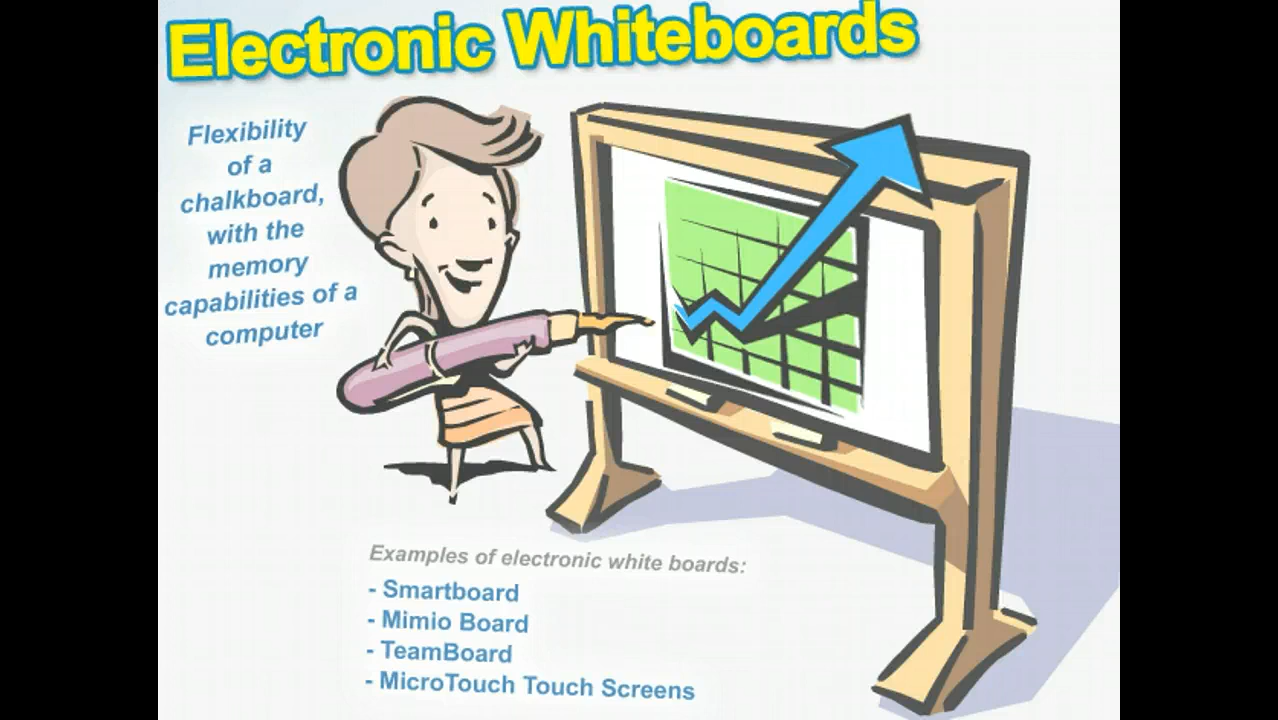 Electronic Whiteboards
Flexibility
of a
chalkboard,
with the
memory
capabilities of a
computer
Examples of electronic white boards:
- Smartboard
- Mimio Board
- TeamBoard
- MicroTouch Touch Screens